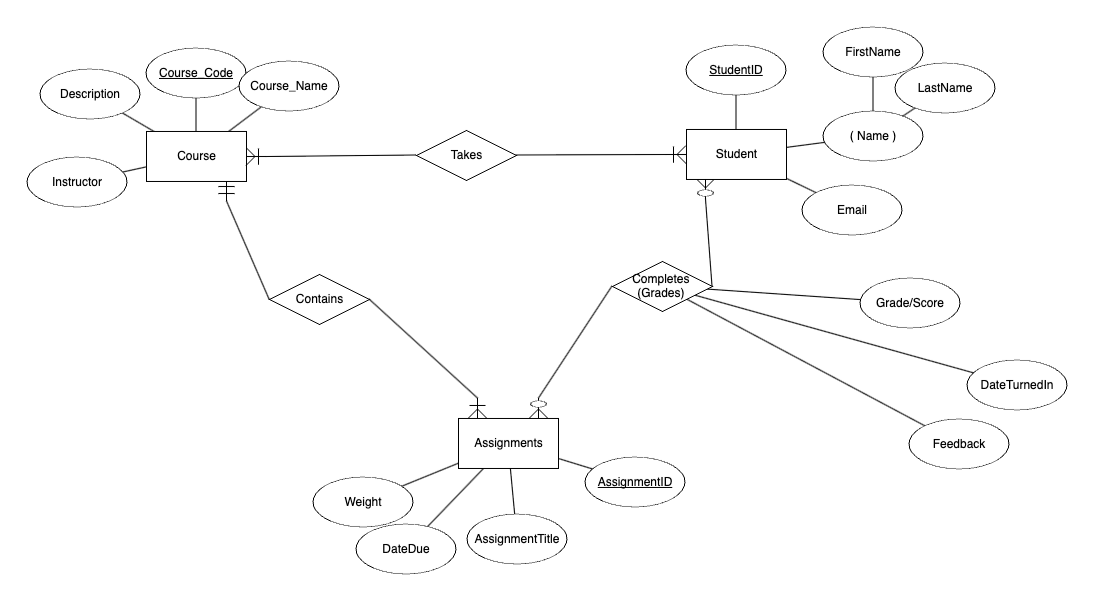 FirstName
StudentID
Course_Code
Course_Name
LastName
Description
( Name )
Course
Takes
Student
Instructor
Email
Completes
(Grades)
Contains
Grade/Score
DateTurnedIn
Assignments
Feedback
AssignmentID
Weight
AssignmentTitle
DateDue